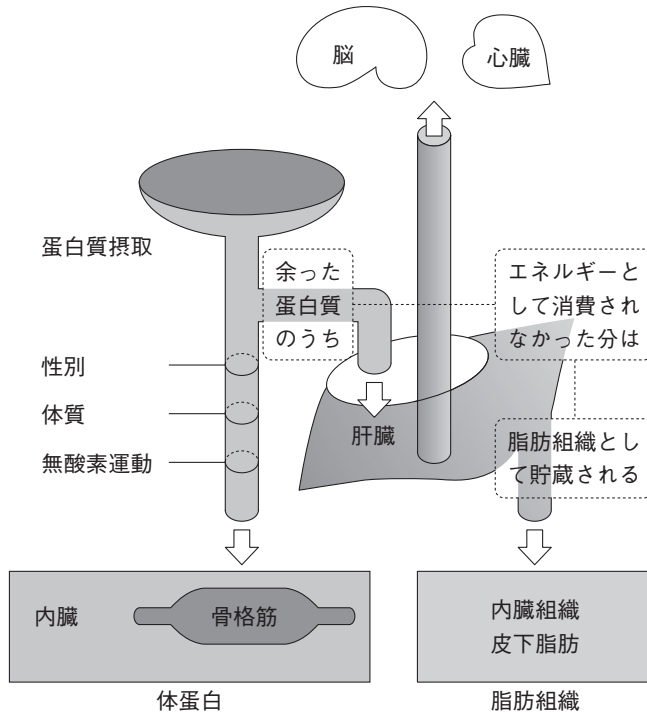 脳
心臓
蛋白質摂取
余った
蛋白質
のうち
エネルギーと
して消費され
なかった分は
性別
体質
無酸素運動
肝臓
脂肪組織とし
て貯蔵される
内臓
骨格筋
体蛋白
内臓組織
皮下脂肪
脂肪組織